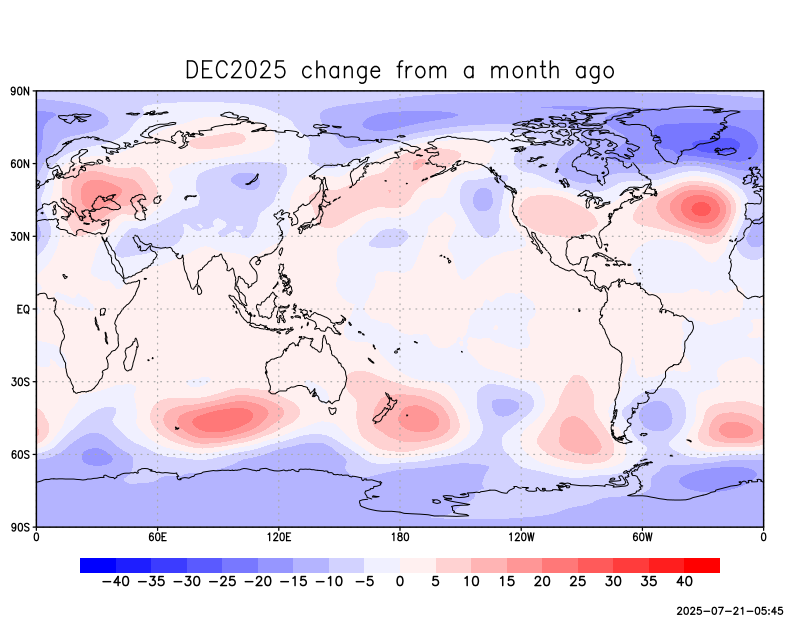 DEC2025 change from a month ago
90N
60N
30N
EQ
30S
60S
90S
0 60E 120E 180 120W 60W 0
−40 −35 −30 −25 −20 −15 −10 −5 0 5 10 15 20 25 30 35 40
2025-07-21-05:45